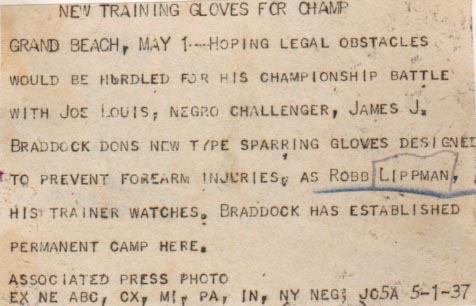 NEW TRAINING GLOVES FOR CHAMP
GRAND BEACH, MAY 1--HOPING LEGAL OBSTACLES
WOULD BE HURDLED FOR HIS CHAMPIONSHIP BATTLE
WITH JOE LOUIS, NEGRO CHALLENGER, JAMES J.
BRADDOCK DONS NEW TYPE SPARRING GLOVES DESIGNED
TO PREVENT FOREARM INJURIES, AS ROBB LIPPMAN,
HIS TRAINER WATCHES. BRADDOCK HAS ESTABLISHED
PERMANENT CAMP HERE.
ASSOCIATED PRESS PHOTO
EX NE ABC, CX, MI, PA, IN, NY NEG; JO5A 5-1-37